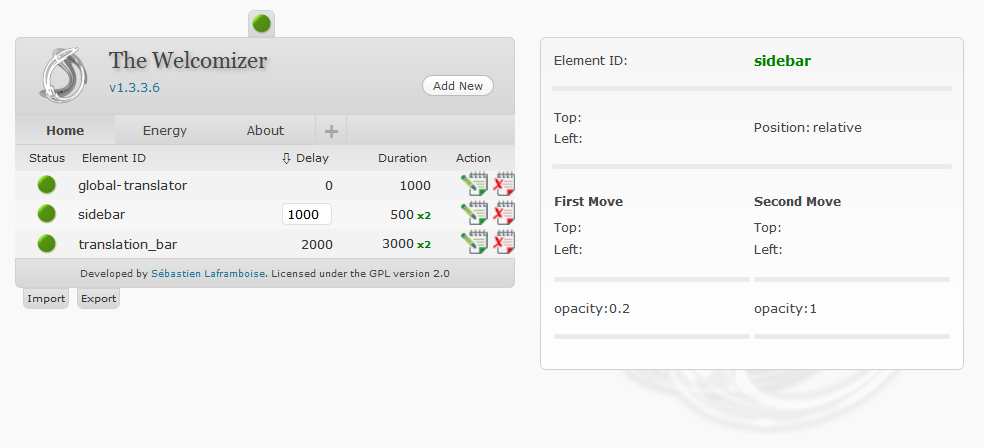 The Welcomizer
v1.3.3.6
Add New
Home Energy About +
Status Element ID ⇩ Delay Duration Action
global-translator 0 1000
sidebar 1000 500 x2
translation_bar 2000 3000 x2
Developed by Sébastien Laframboise. Licensed under the GPL version 2.0
Import Export
Element ID: sidebar
Top:
Left:
Position: relative
First Move Second Move
Top: Top:
Left: Left:
opacity:0.2 opacity:1